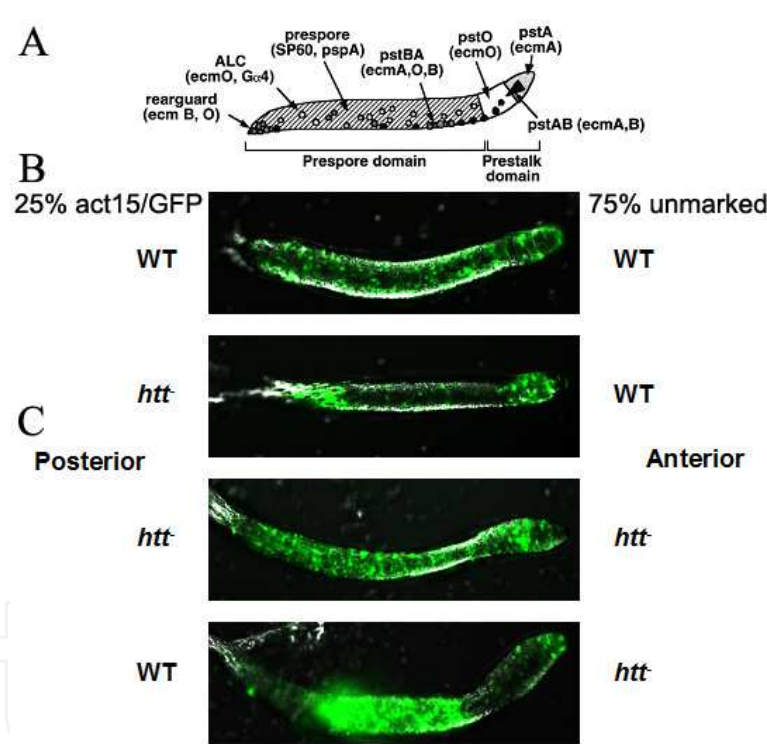 A
prespore
(SP60, pspA)
ALC
(ecmO, Gα4)
rearguard
(ecm B, O)
pstBA
(ecmA,O,B)
pstO
(ecmO)
pstA
(ecmA)
pstAB (ecmA,B)
Prespore domain
Prestalk
domain
B
25% act15/GFP
75% unmarked
WT
WT
htt-
WT
C
Posterior
Anterior
htt-
htt-
WT
htt-